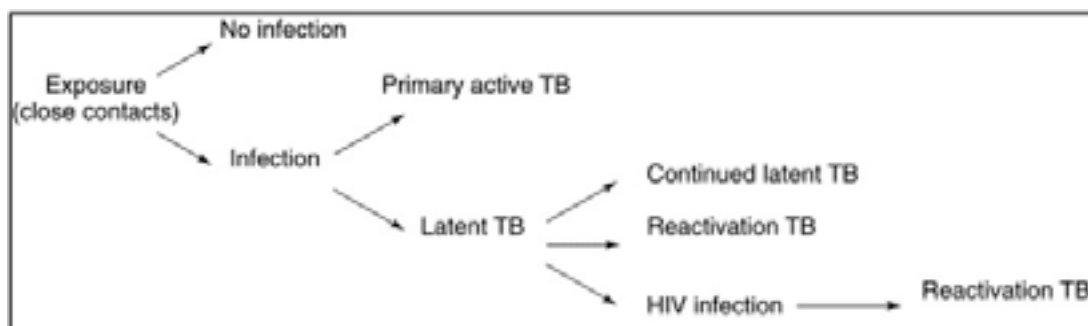 No infection
Exposure
(close contacts)
Primary active TB
Infection
Continued latent TB
Latent TB
Reactivation TB
HIV infection
Reactivation TB